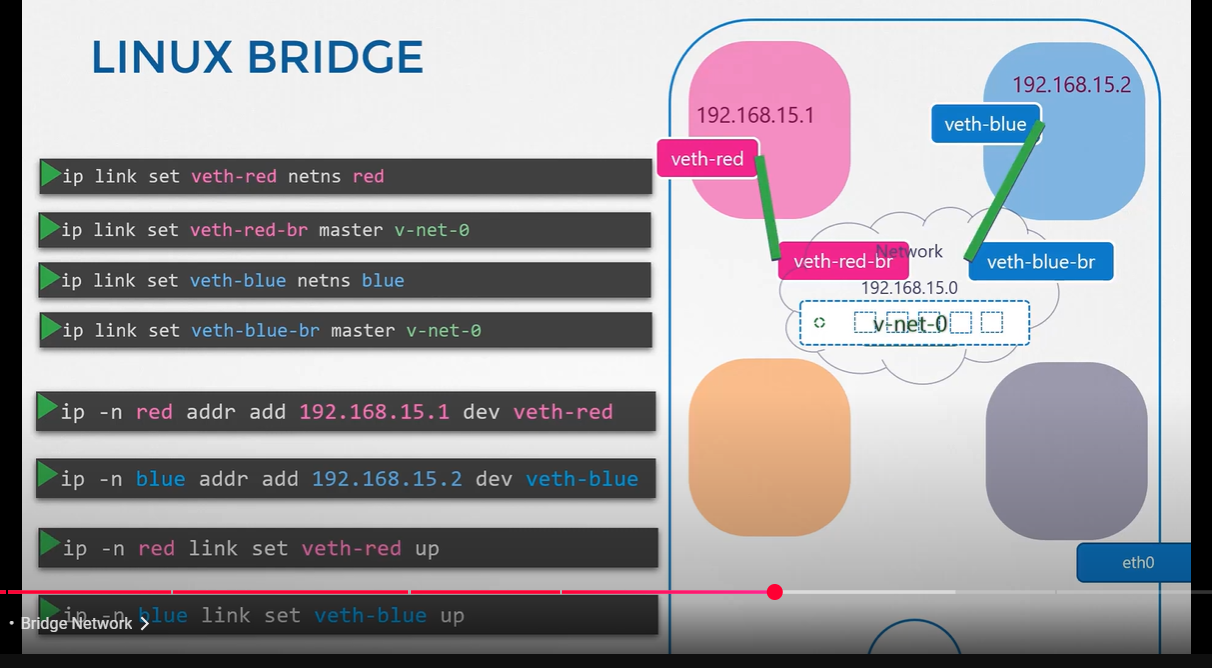 LINUX BRIDGE
ip link set veth-red netns red
ip link set veth-red-br master v-net-0
ip link set veth-blue netns blue
ip link set veth-blue-br master v-net-0
ip -n red addr add 192.168.15.1 dev veth-red
ip -n blue addr add 192.168.15.2 dev veth-blue
ip -n red link set veth-red up
ip -n blue link set veth-blue up
• Bridge Network
192.168.15.1
veth-red
192.168.15.2
veth-blue
Network
veth-red-br
veth-blue-br
192.168.15.0
v-net-0
eth0